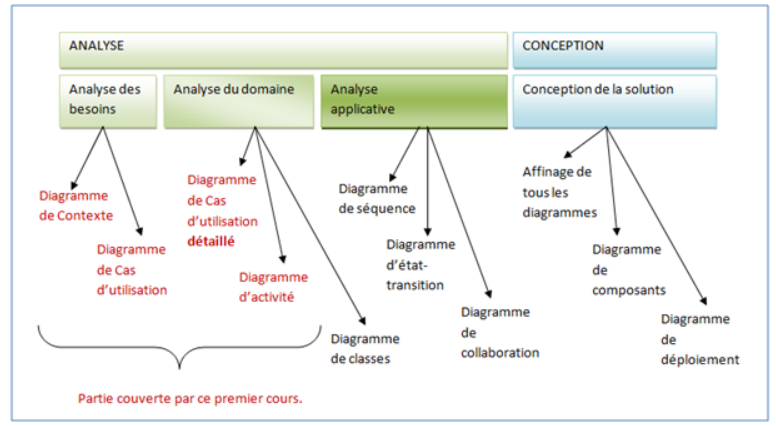 ANALYSE
CONCEPTION
Analyse des
besoins
Analyse du domaine
Analyse
applicative
Conception de la solution
Diagramme
de Contexte
Diagramme
de Cas
d'utilisation
Diagramme
de Cas
d'utilisation
détaillé
Diagramme
d'activité
Diagramme
de classes
Diagramme
de séquence
Diagramme
d'état-
transition
Diagramme
de
collaboration
Affinage de
tous les
diagrammes
Diagramme
de
composants
Diagramme
de
déploiement
Partie couverte par ce premier cours.